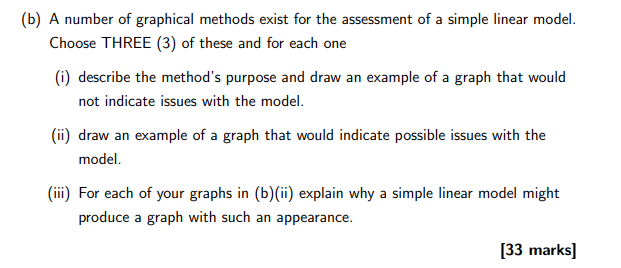 (b) A number of graphical methods exist for the assessment of a simple linear model.
Choose THREE (3) of these and for each one
(i) describe the method's purpose and draw an example of a graph that would
not indicate issues with the model.
(ii) draw an example of a graph that would indicate possible issues with the
model.
(iii) For each of your graphs in (b)(ii) explain why a simple linear model might
produce a graph with such an appearance.
[33 marks]